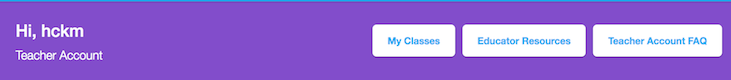 Hi, hckm
Teacher Account
My Classes
Educator Resources
Teacher Account FAQ